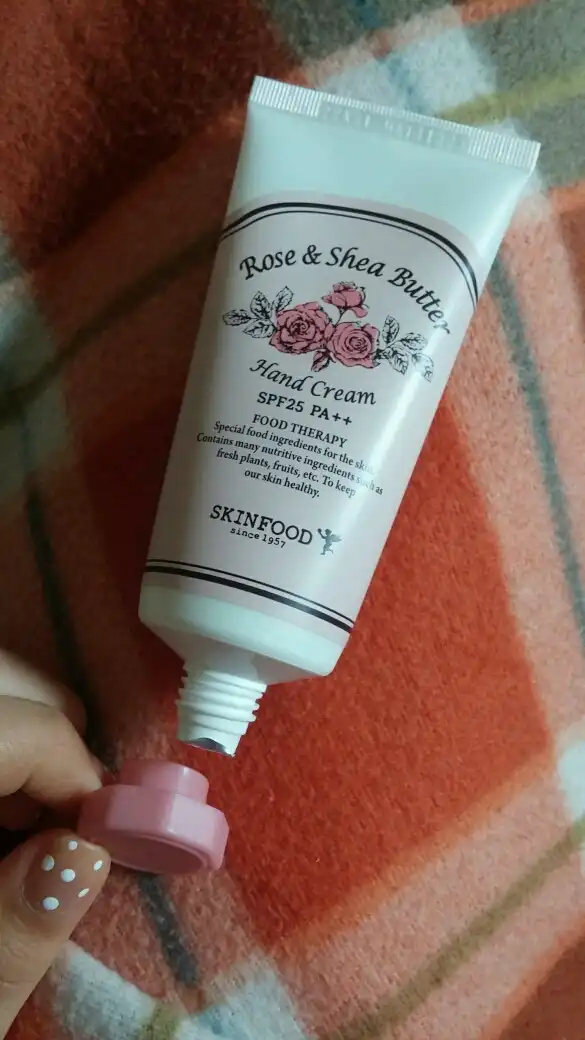 Rose & Shea Butter
Hand Cream
SPF25 PA++
FOOD THERAPY
Special food ingredients for the skin.
Contains many nutritive ingredients such as
fresh plants, fruits, etc. To keep
our skin healthy.
SKINFOOD
since 1957